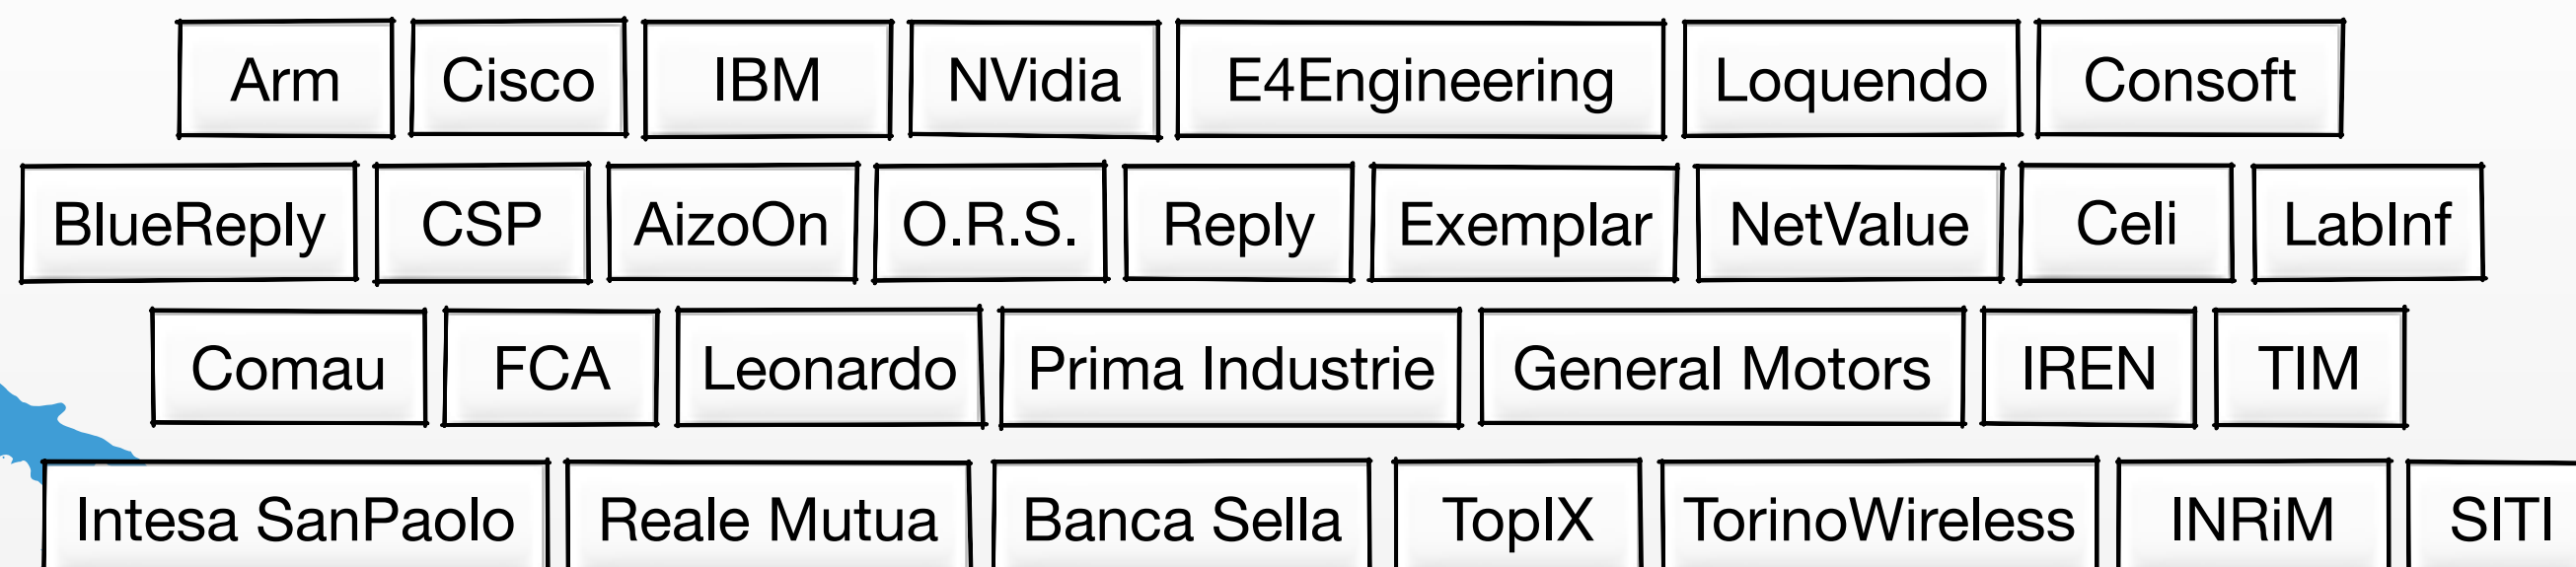 Arm Cisco IBM NVidia E4Engineering Loquendo Consoft
BlueReply CSP AizoOn O.R.S. Reply Exemplar NetValue Celi LabInf
Comau FCA Leonardo Prima Industrie General Motors IREN TIM
Intesa SanPaolo Reale Mutua Banca Sella TopIX TorinoWireless INRiM SITI